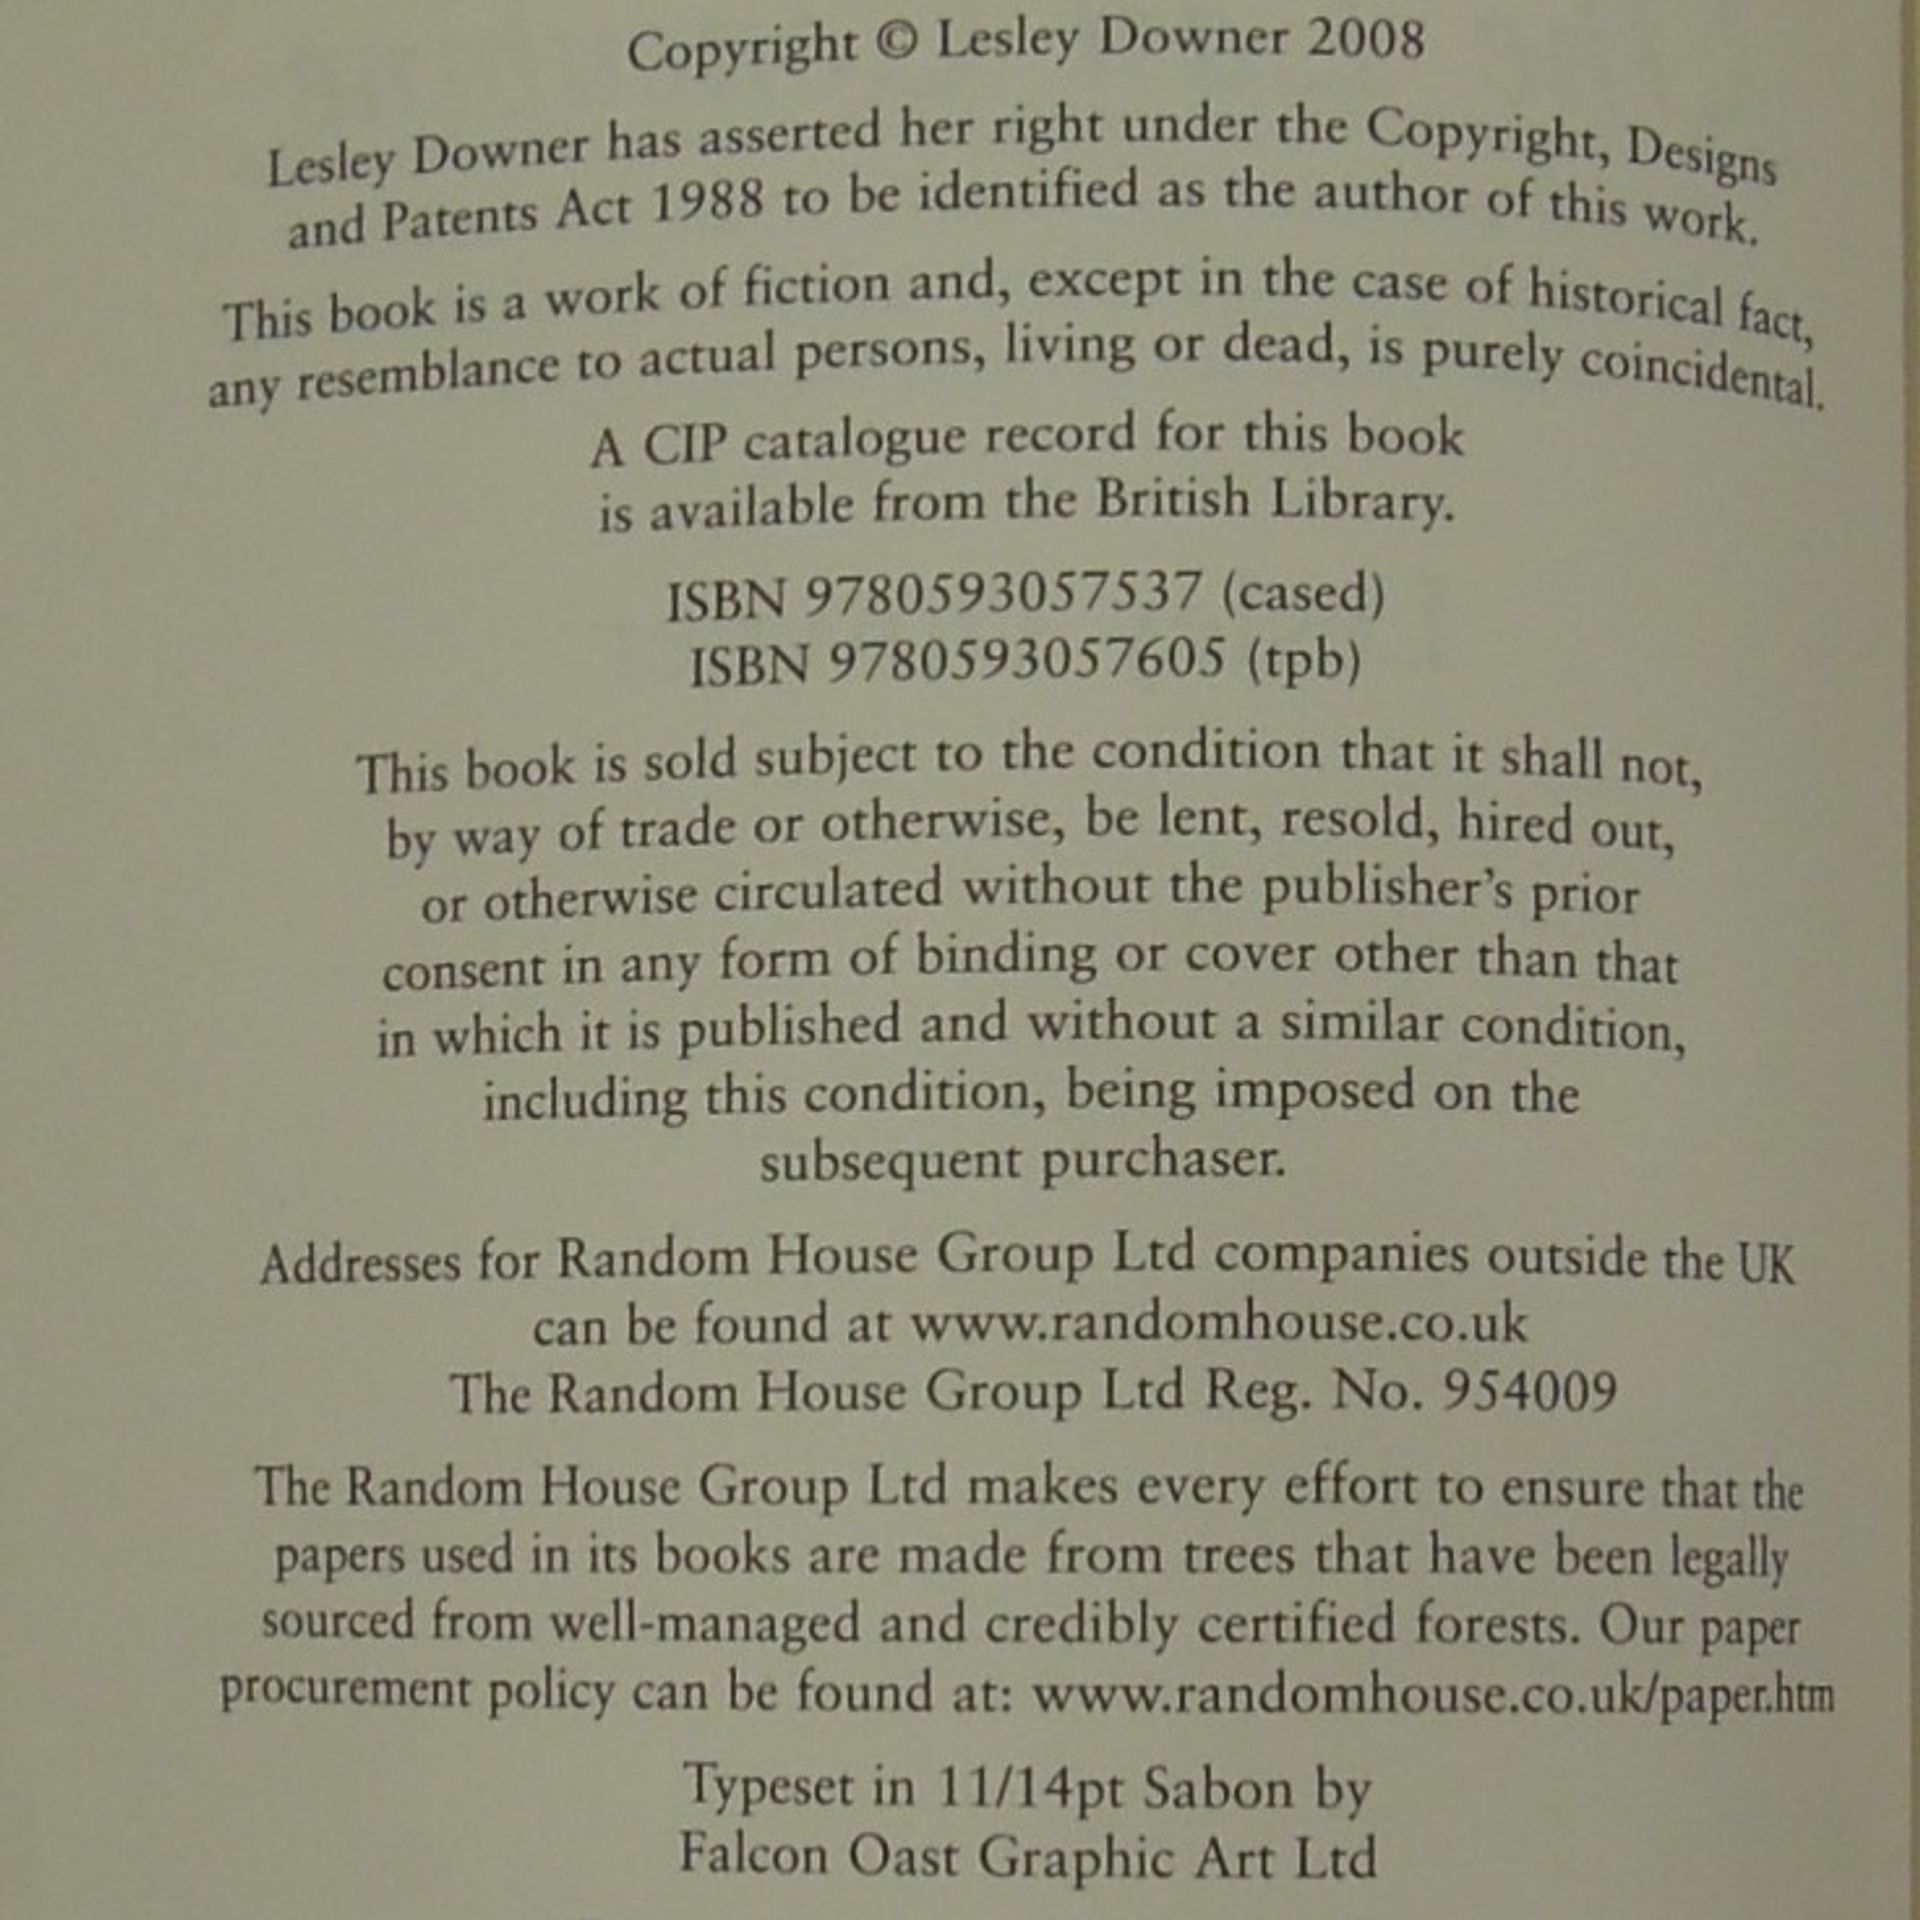 Copyright © Lesley Downer 2008
Lesley Downer has asserted her right under the Copyright, Designs
and Patents Act 1988 to be identified as the author of this work.
This book is a work of fiction and, except in the case of historical fact,
any resemblance to actual persons, living or dead, is purely coincidental.
A CIP catalogue record for this book
is available from the British Library.
ISBN 9780593057537 (cased)
ISBN 9780593057605 (tpb)
This book is sold subject to the condition that it shall not,
by way of trade or otherwise, be lent, resold, hired out,
or otherwise circulated without the publisher's prior
consent in any form of binding or cover other than that
in which it is published and without a similar condition,
including this condition, being imposed on the
subsequent purchaser.
Addresses for Random House Group Ltd companies outside the UK
can be found at www.randomhouse.co.uk
The Random House Group Ltd Reg. No. 954009
The Random House Group Ltd makes every effort to ensure that the
papers used in its books are made from trees that have been legally
sourced from well-managed and credibly certified forests. Our paper
procurement policy can be found at: www.randomhouse.co.uk/paper.htm
Typeset in 11/14pt Sabon by
Falcon Oast Graphic Art Ltd